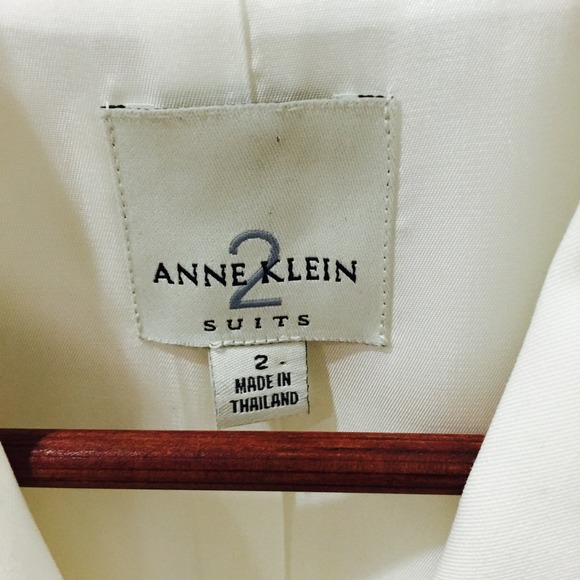 ANNE KLEIN
2
SUITS
2
MADE IN
THAILAND